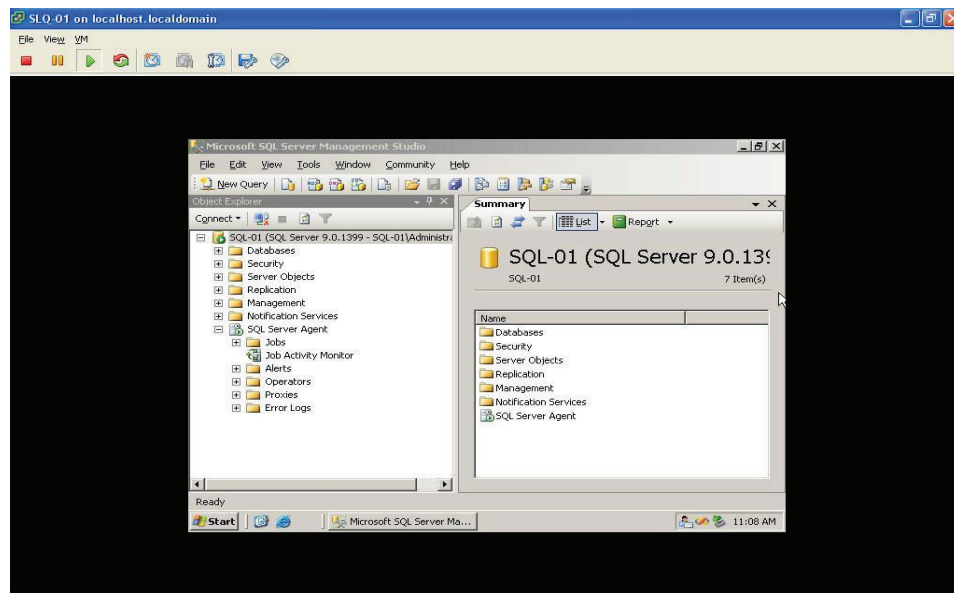 SLQ-01 on localhost.localdomain
File View VM
Microsoft SQL Server Management Studio
File Edit View Tools Window Community Help
New Query
Object Explorer
Connect
SQL-01 (SQL Server 9.0.1399 - SQL-01\Administra
Databases
Security
Server Objects
Replication
Management
Notification Services
SQL Server Agent
Jobs
Job Activity Monitor
Alerts
Operators
Proxies
Error Logs
Summary
List Report
SQL-01 (SQL Server 9.0.139
SQL-01 7 Item(s)
Name
Databases
Security
Server Objects
Replication
Management
Notification Services
SQL Server Agent
Ready
Start Microsoft SQL Server Ma... 11:08 AM